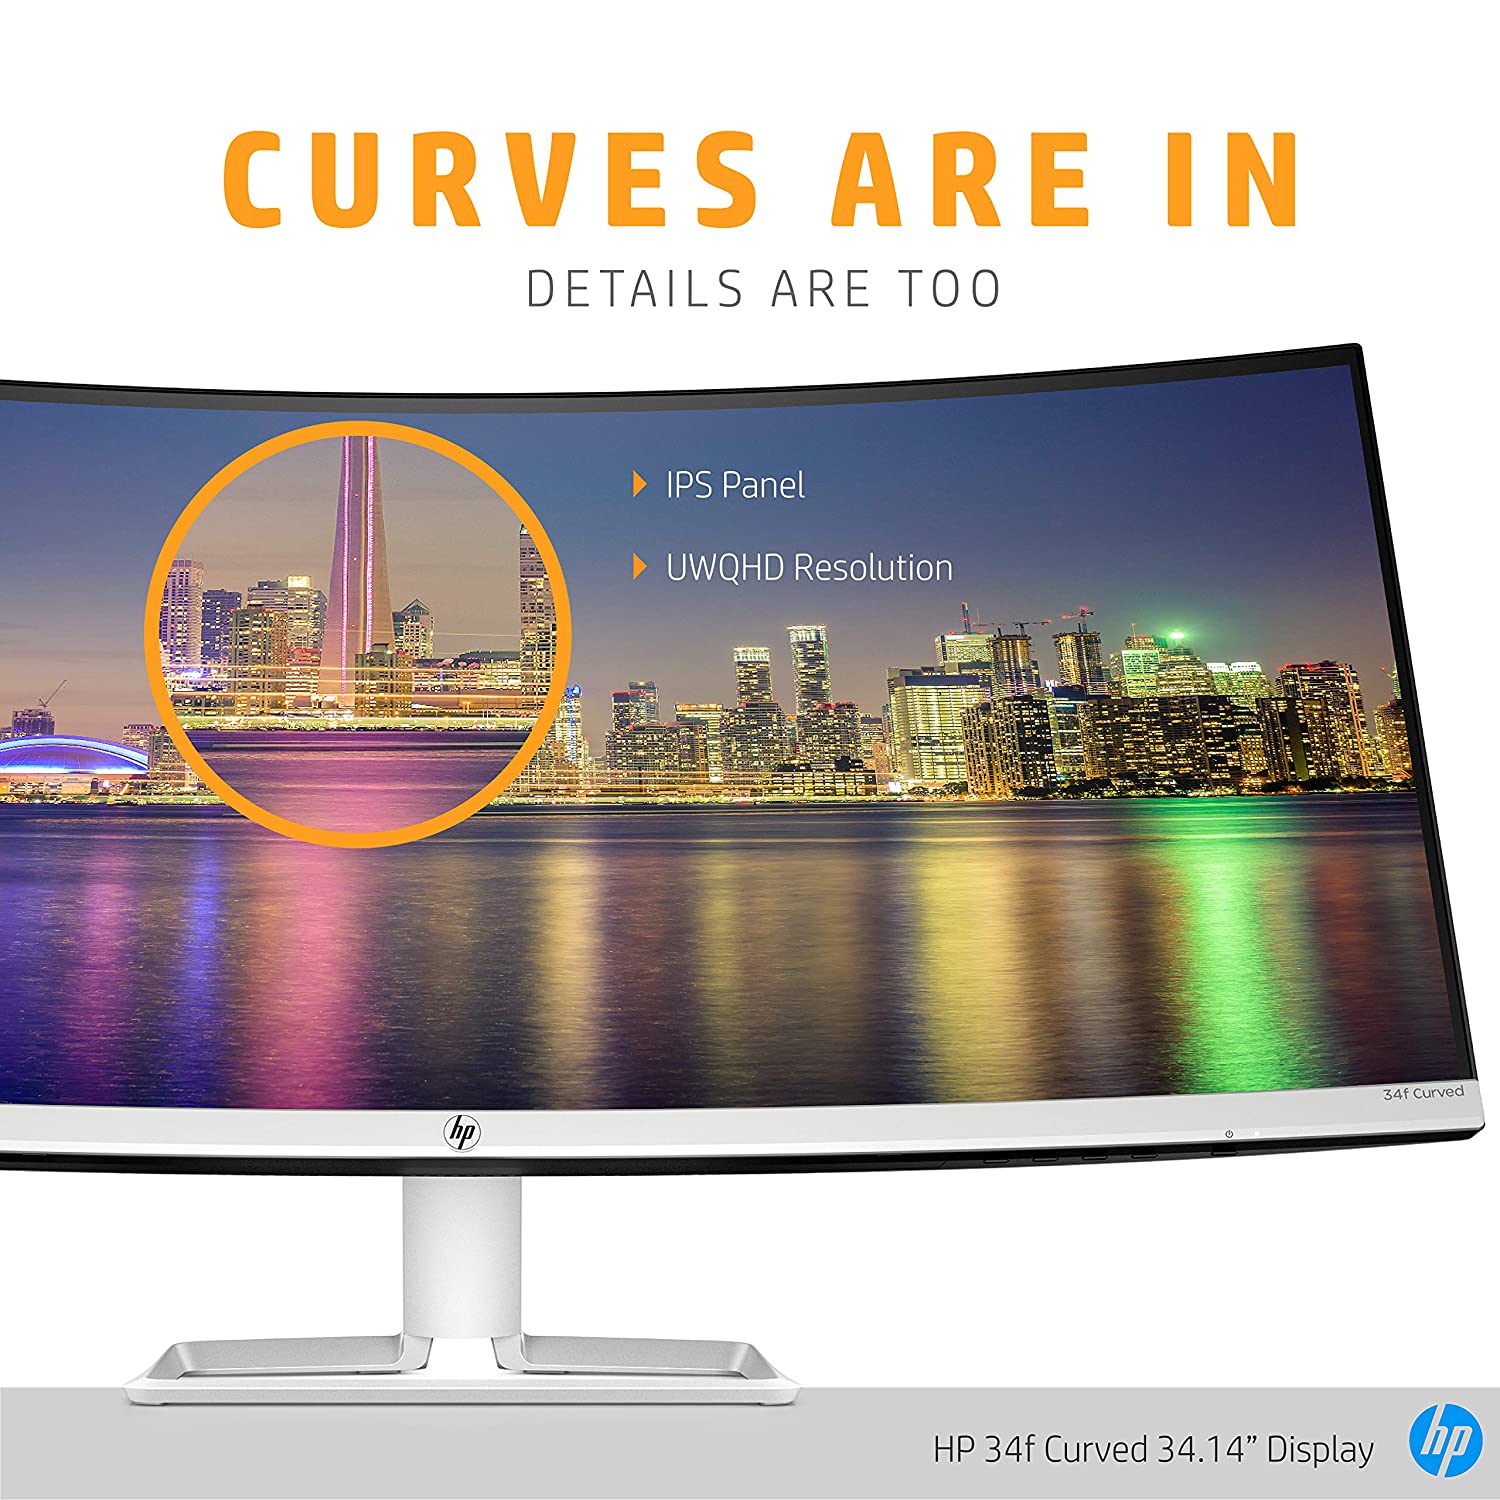 CURVES ARE IN
DETAILS ARE TOO
IPS Panel
UWQHD Resolution
34f Curved
hp
HP 34f Curved 34.14” Display
hp